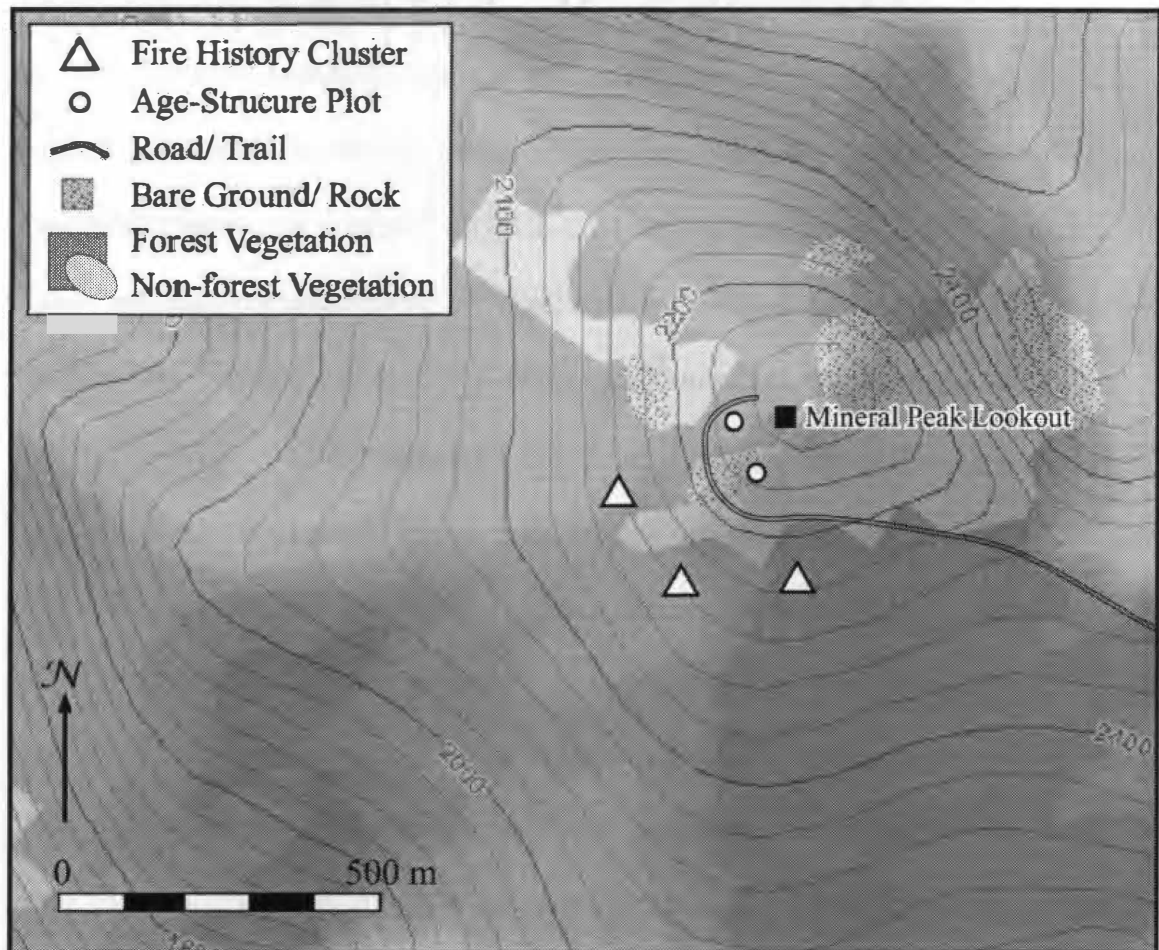 Fire History Cluster
Age-Strucure Plot
Road/ Trail
Bare Ground/ Rock
Forest Vegetation
Non-forest Vegetation
2100
2200
2100
Mineral Peak Lookout
N
2100
2000
0 500 m